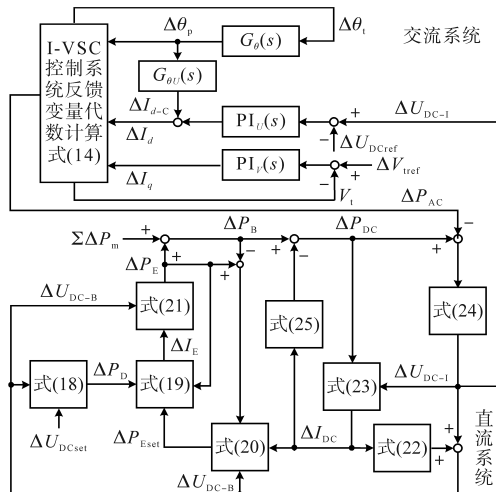 I-VSC
控制系
统反馈
变量代
数计算
式(14)
Δθp
Gθ(s)
Δθt
交流系统
GθU(s)
ΔId-C
ΔId
PIU(s)
ΔUDC-I
ΔUDCref
ΔIq
PIV(s)
ΔVtref
Vt
ΔPAC
ΣΔPm
ΔPB
ΔPDC
ΔPE
ΔUDC-B
式(21)
式(25)
式(24)
ΔIE
式(18)
ΔPD
式(19)
式(23)
ΔUDC-I
ΔUDCset
ΔPEset
式(20)
ΔIDC
式(22)
直流系统
ΔUDC-B